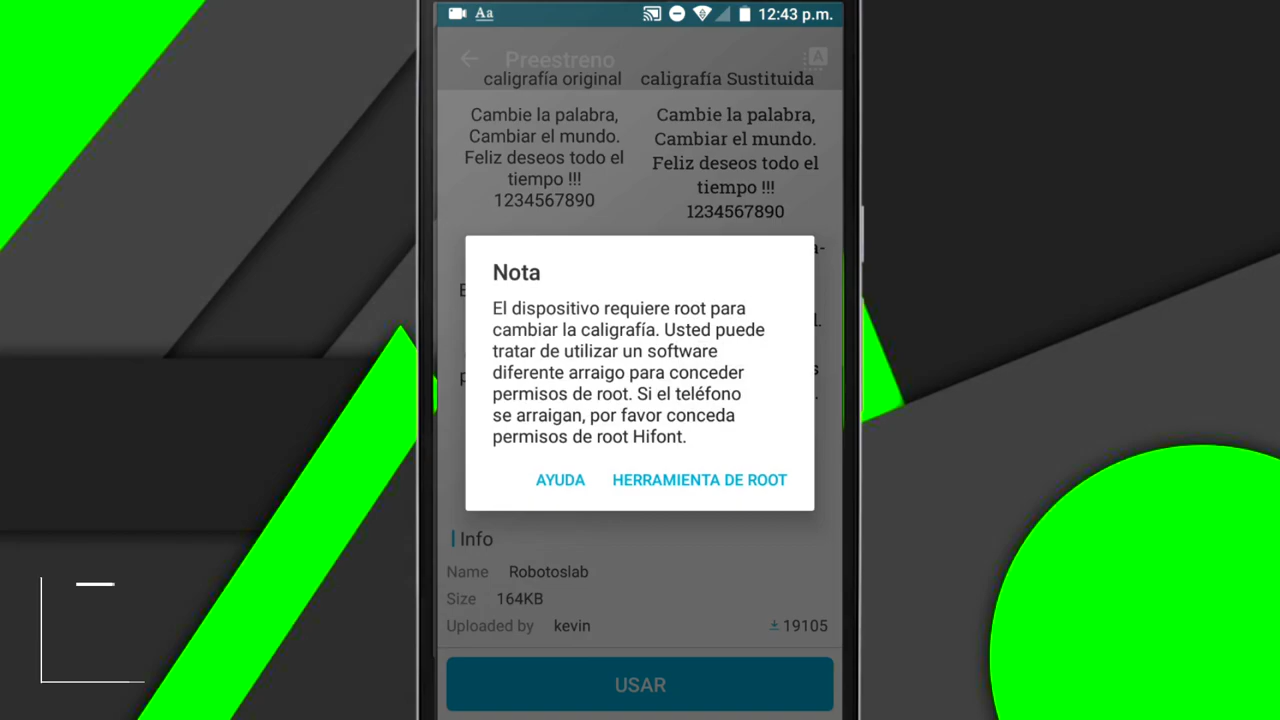 Aa
12:43 p.m.
Preestreno
A
caligrafía original
caligrafía Sustituida
Cambie la palabra,
Cambiar el mundo.
Feliz deseos todo el
tiempo !!!
1234567890
Cambie la palabra,
Cambiar el mundo.
Feliz deseos todo el
tiempo !!!
1234567890
Nota
El dispositivo requiere root para
cambiar la caligrafía. Usted puede
tratar de utilizar un software
diferente arraigo para conceder
permisos de root. Si el teléfono
se arraigan, por favor conceda
permisos de root Hifont.
AYUDA
HERRAMIENTA DE ROOT
Info
Name Robotoslab
Size 164KB
Uploaded by kevin
19105
USAR